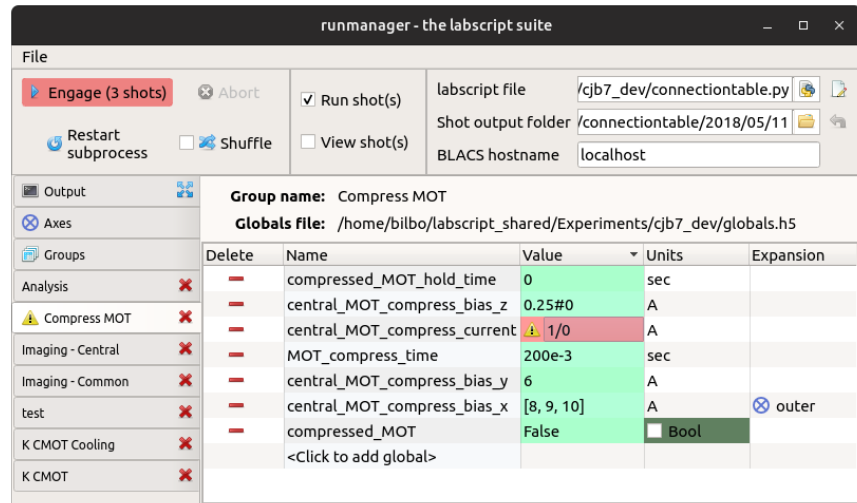 runmanager - the labscript suite
File
Engage (3 shots)
Abort
Restart subprocess
Shuffle
Run shot(s)
View shot(s)
labscript file /cjb7_dev/connectiontable.py
Shot output folder /connectiontable/2018/05/11
BLACS hostname localhost
Output
Axes
Groups
Analysis
Compress MOT
Imaging - Central
Imaging - Common
test
K CMOT Cooling
K CMOT
Group name: Compress MOT
Globals file: /home/bilbo/labscript_shared/Experiments/cjb7_dev/globals.h5
Delete Name Value Units Expansion
compressed_MOT_hold_time 0 sec
central_MOT_compress_bias_z 0.25#0 A
central_MOT_compress_current 1/0 A
MOT_compress_time 200e-3 sec
central_MOT_compress_bias_y 6 A
central_MOT_compress_bias_x [8, 9, 10] A outer
compressed_MOT False Bool
<Click to add global>